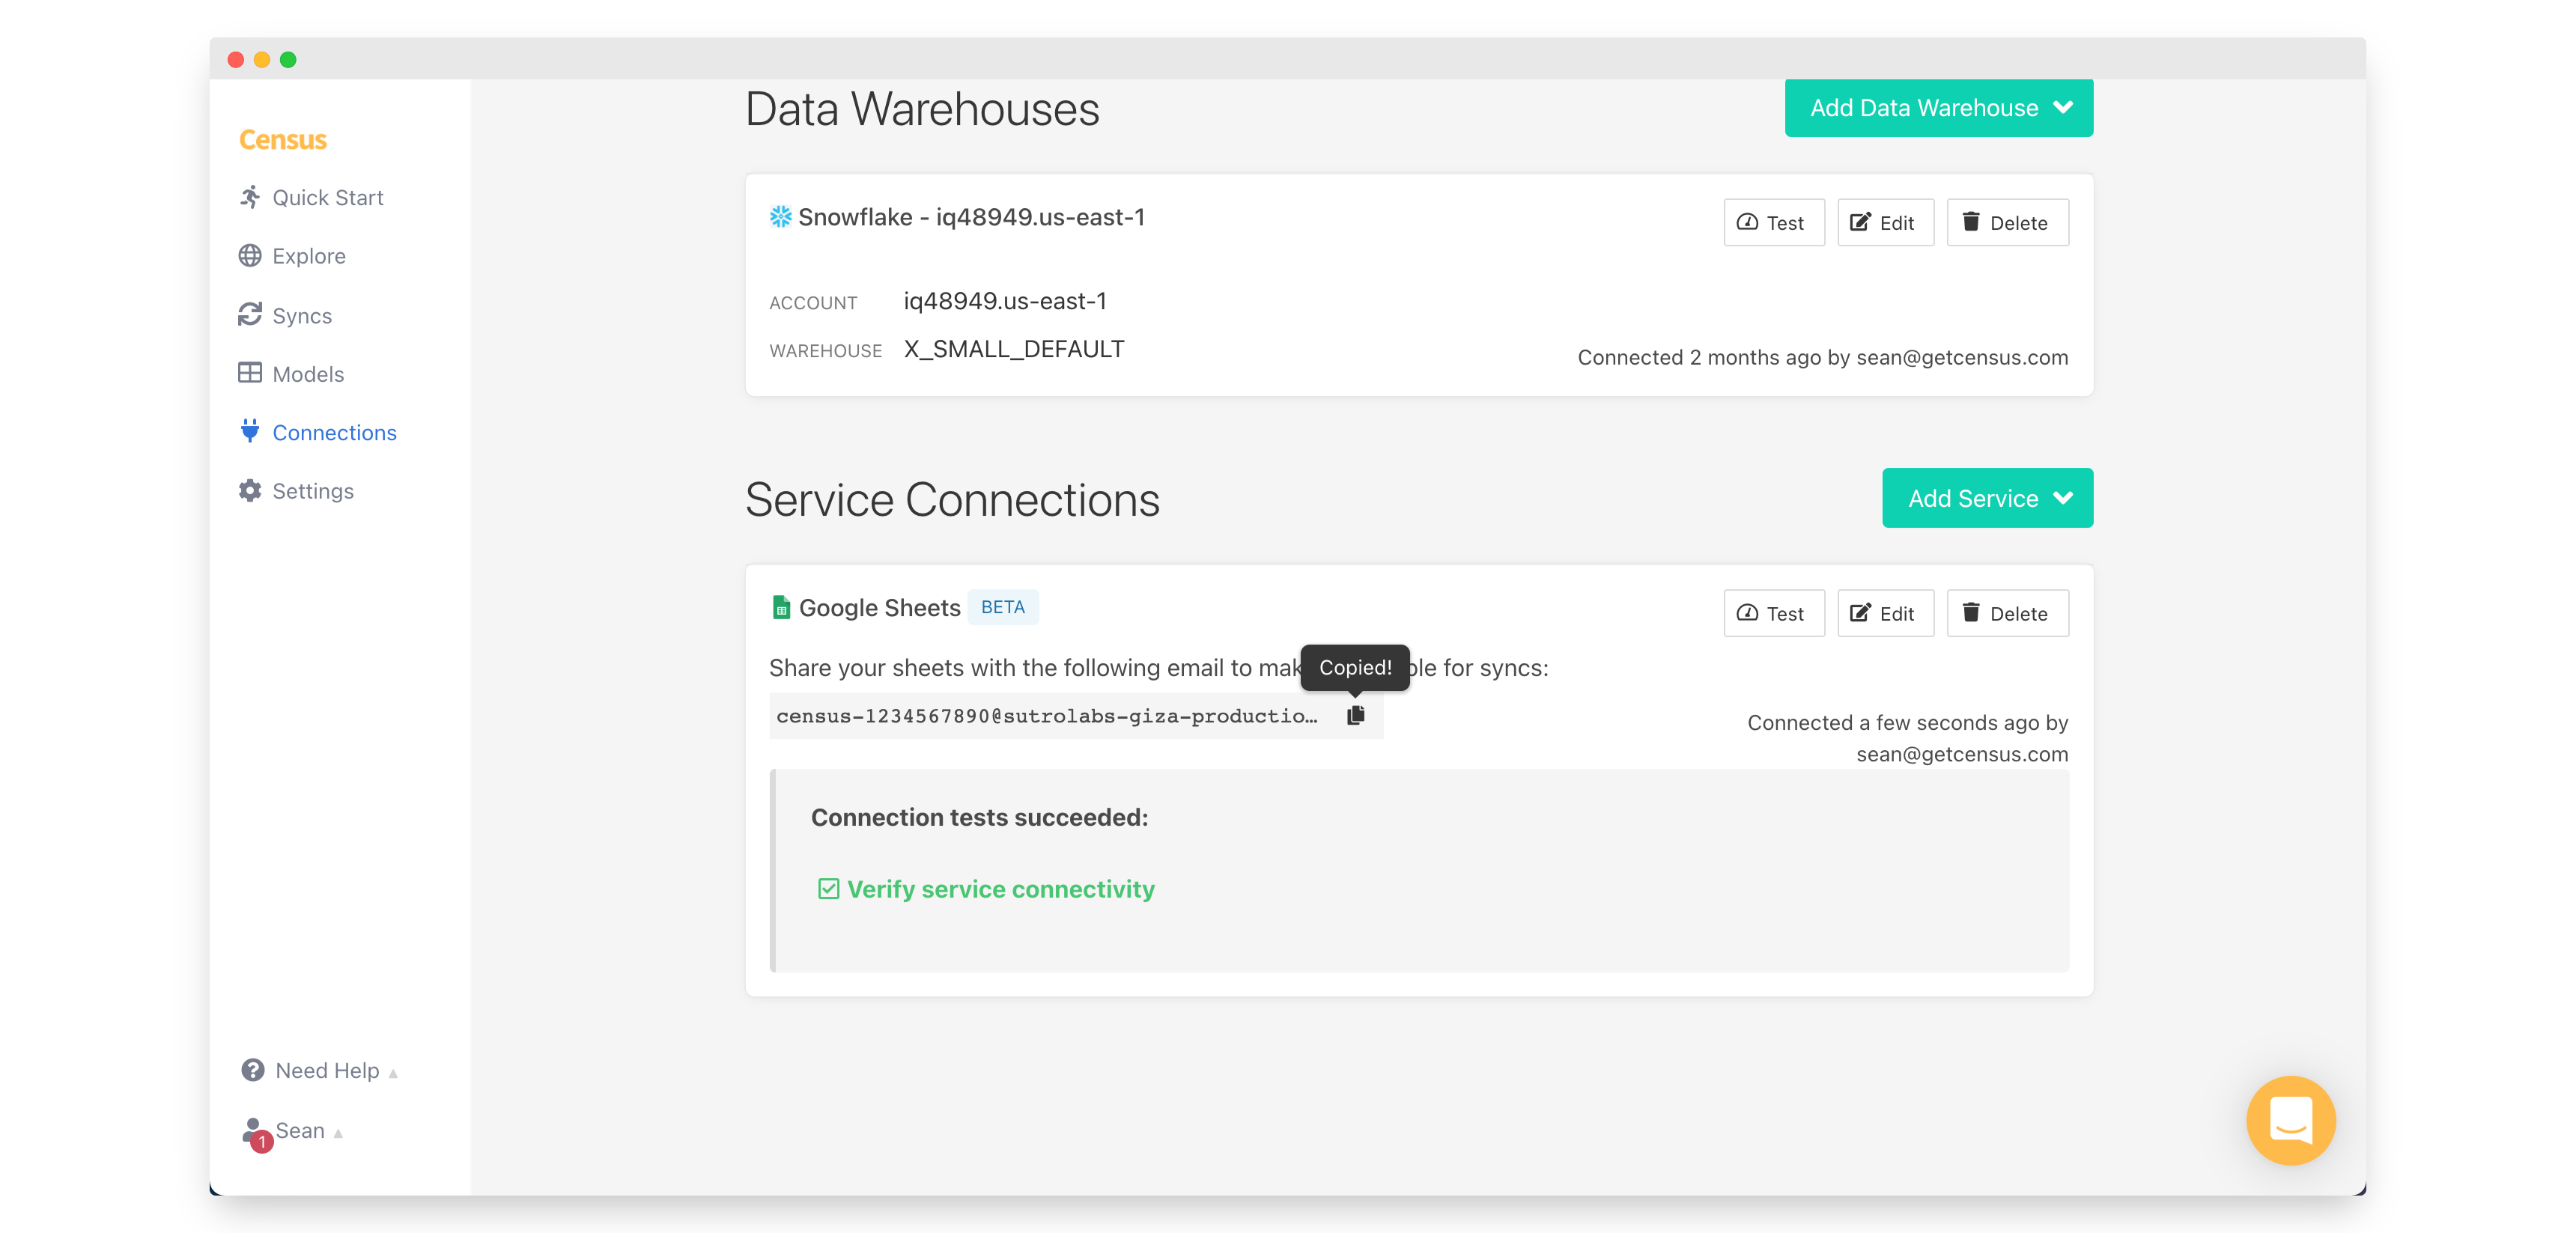 Census
Quick Start
Explore
Syncs
Models
Connections
Settings
Need Help
1
Sean
Data Warehouses
Add Data Warehouse
Snowflake - iq48949.us-east-1
Test
Edit
Delete
ACCOUNT iq48949.us-east-1
WAREHOUSE X_SMALL_DEFAULT
Connected 2 months ago by sean@getcensus.com
Service Connections
Add Service
Google Sheets BETA
Test
Edit
Delete
Share your sheets with the following email to for syncs:
Copied!
census-1234567890@sutrolabs-giza-productio...
Connected a few seconds ago by
sean@getcensus.com
Connection tests succeeded:
Verify service connectivity